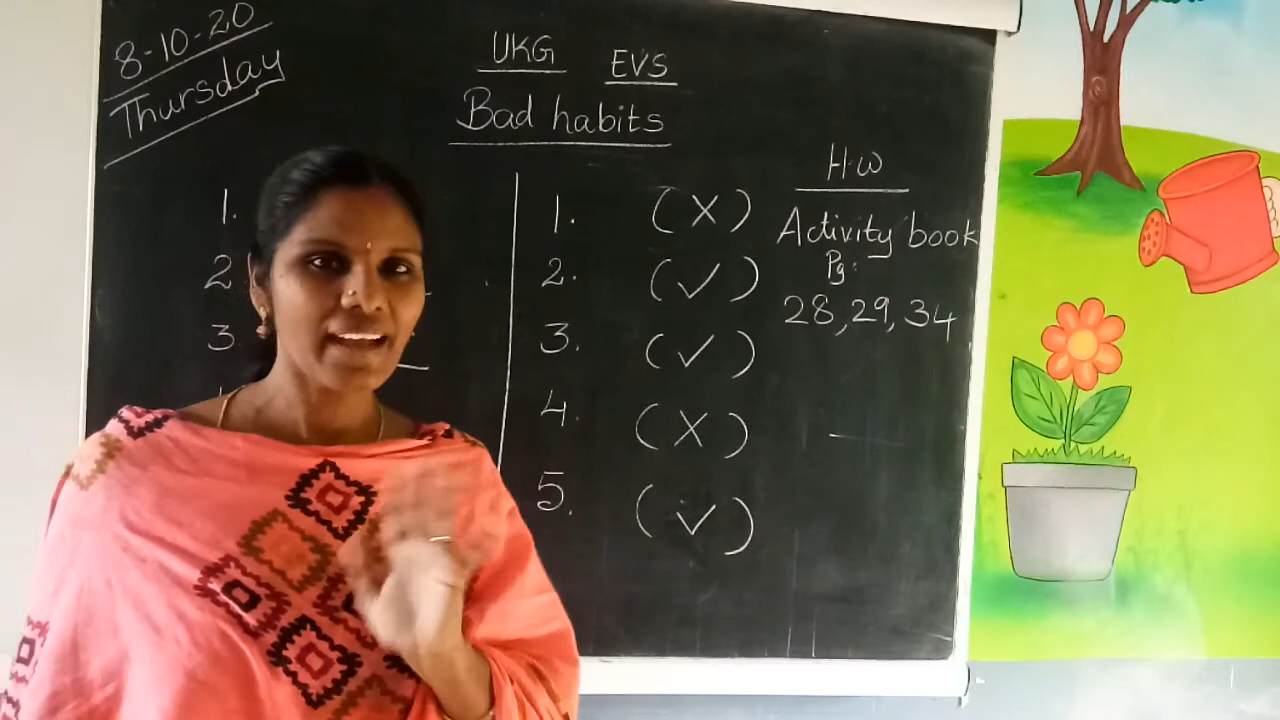 8-10-20
Thursday
UKG EVS
Bad habits
1.
2.
3.
1. (X)
2. (✓)
3. (✓)
4. (X)
5. (✓)
H.W
Activity book
Pg:
28, 29, 34